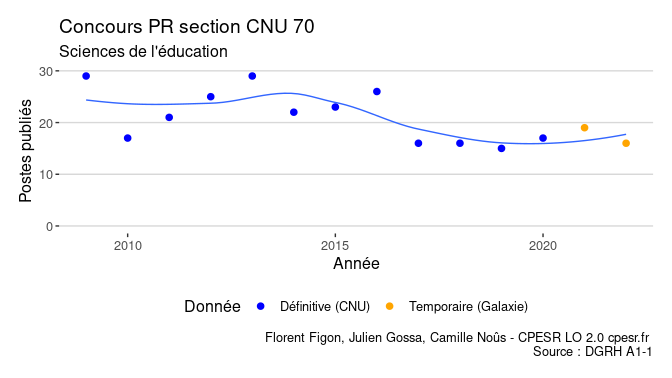 Concours PR section CNU 70
Sciences de l'éducation
Postes publiés
30
20
10
0
2010
2015
2020
Année
Donnée
Définitive (CNU)
Temporaire (Galaxie)
Florent Figon, Julien Gossa, Camille Noûs - CPESR LO 2.0 cpesr.fr
Source : DGRH A1-1